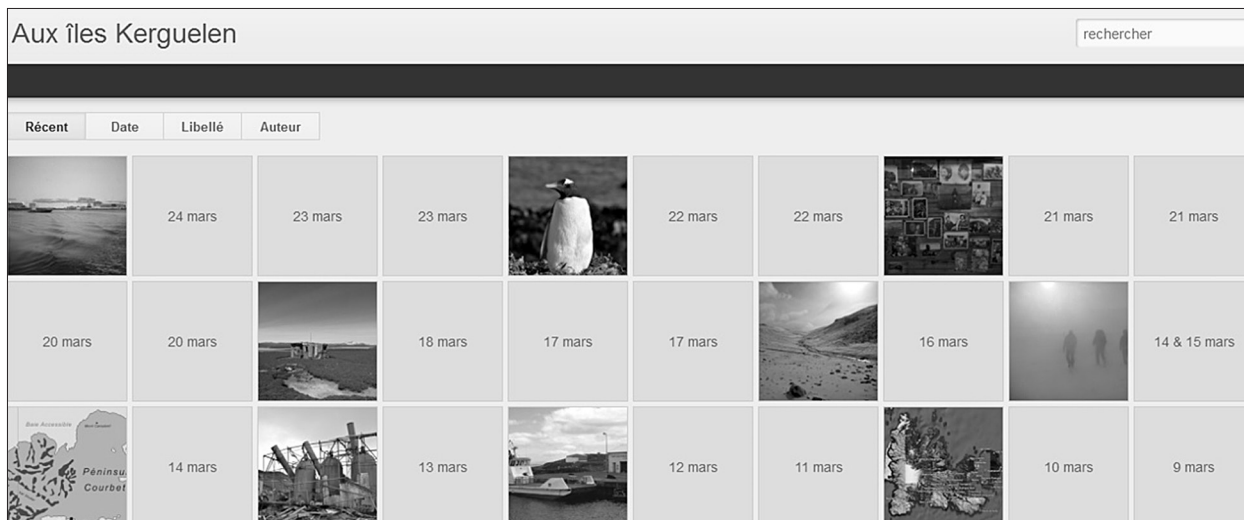 Aux îles Kerguelen
rechercher
Récent Date Libellé Auteur
24 mars 23 mars 23 mars 22 mars 22 mars 21 mars 21 mars
20 mars 20 mars 18 mars 17 mars 17 mars 16 mars 14 & 15 mars
Baie Accessible
Péninsu
Courbet
14 mars 13 mars 12 mars 11 mars 10 mars 9 mars